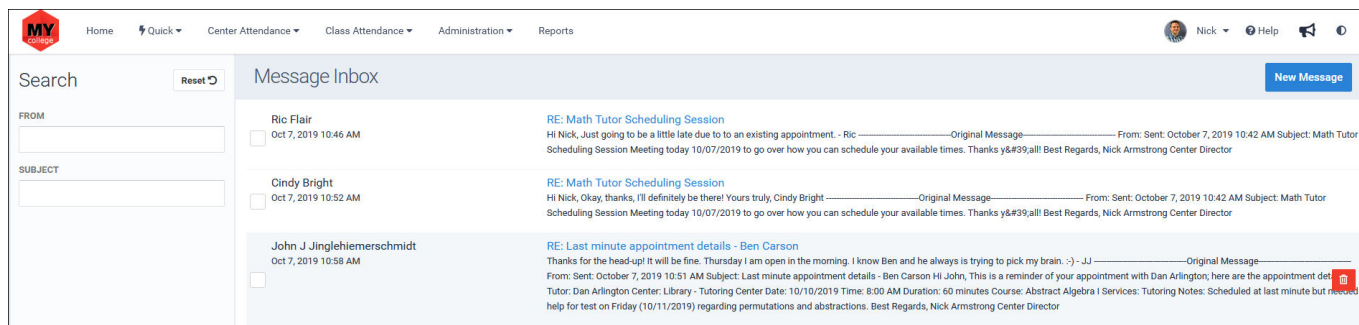 MY
college
Home Quick Center Attendance Class Attendance Administration Reports Nick Help
Search Reset
FROM
SUBJECT
Message Inbox New Message
Ric Flair
Oct 7, 2019 10:46 AM
RE: Math Tutor Scheduling Session
Hi Nick, Just going to be a little late due to to an existing appointment. - Ric -----------------------------------Original Message----------------------------------- From: Sent: October 7, 2019 10:42 AM Subject: Math Tutor
Scheduling Session Meeting today 10/07/2019 to go over how you can schedule your available times. Thanks y&#39;all! Best Regards, Nick Armstrong Center Director
Cindy Bright
Oct 7, 2019 10:52 AM
RE: Math Tutor Scheduling Session
Hi Nick, Okay, thanks, I'll definitely be there! Yours truly, Cindy Bright -----------------------------------Original Message----------------------------------- From: Sent: October 7, 2019 10:42 AM Subject: Math Tutor
Scheduling Session Meeting today 10/07/2019 to go over how you can schedule your available times. Thanks y&#39;all! Best Regards, Nick Armstrong Center Director
John J Jinglehiemerschmidt
Oct 7, 2019 10:58 AM
RE: Last minute appointment details - Ben Carson
Thanks for the head-up! It will be fine. Thursday I am open in the morning. I know Ben and he always is trying to pick my brain. :-) - JJ -----------------------------------Original Message-----------------------------------
From: Sent: October 7, 2019 10:51 AM Subject: Last minute appointment details - Ben Carson Hi John, This is a reminder of your appointment with Dan Arlington; here are the appointment
Tutor: Dan Arlington Center: Library - Tutoring Center Date: 10/10/2019 Time: 8:00 AM Duration: 60 minutes Course: Abstract Algebra I Services: Tutoring Notes: Scheduled at last minute but needed
help for test on Friday (10/11/2019) regarding permutations and abstractions. Best Regards, Nick Armstrong Center Director